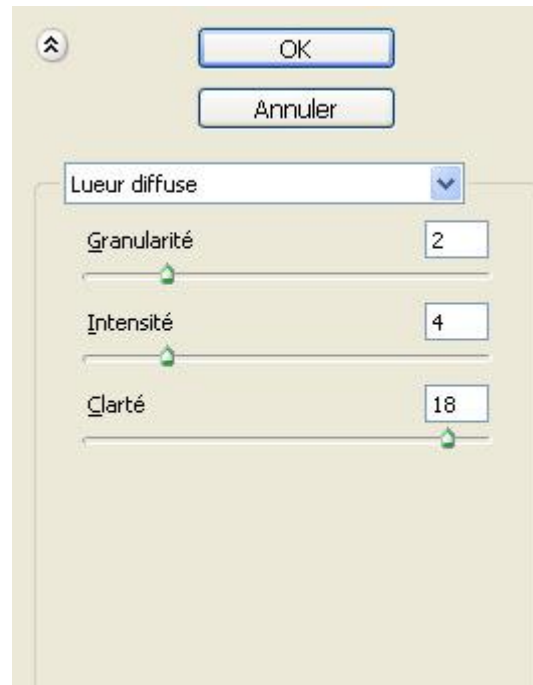 OK
Annuler
Lueur diffuse
Granularité 2
Intensité 4
Clarté 18